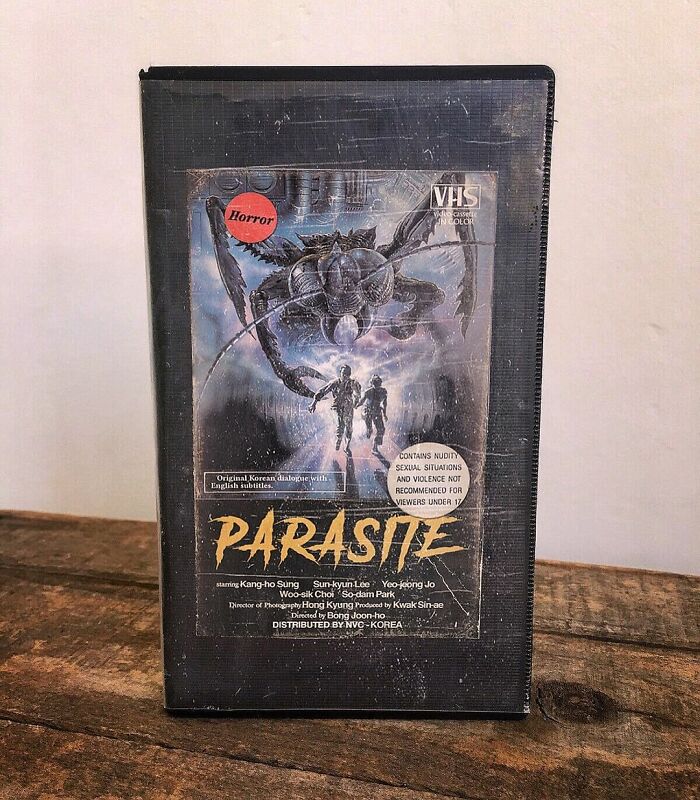 Horror
VHS
video-cassette
IN COLOR
CONTAINS NUDITY
SEXUAL SITUATIONS
AND VIOLENCE NOT
RECOMMENDED FOR
VIEWERS UNDER 17
Original Korean dialogue with
English subtitles.
PARASITE
starring Kang-ho Sung Sun-kyun Lee Yeo-jeong Jo
Woo-sik Choi So-dam Park
Director of Photography Hong Kyung Produced by Kwak Sin-ae
Directed by Bong Joon-ho
DISTRIBUTED BY NVC - KOREA